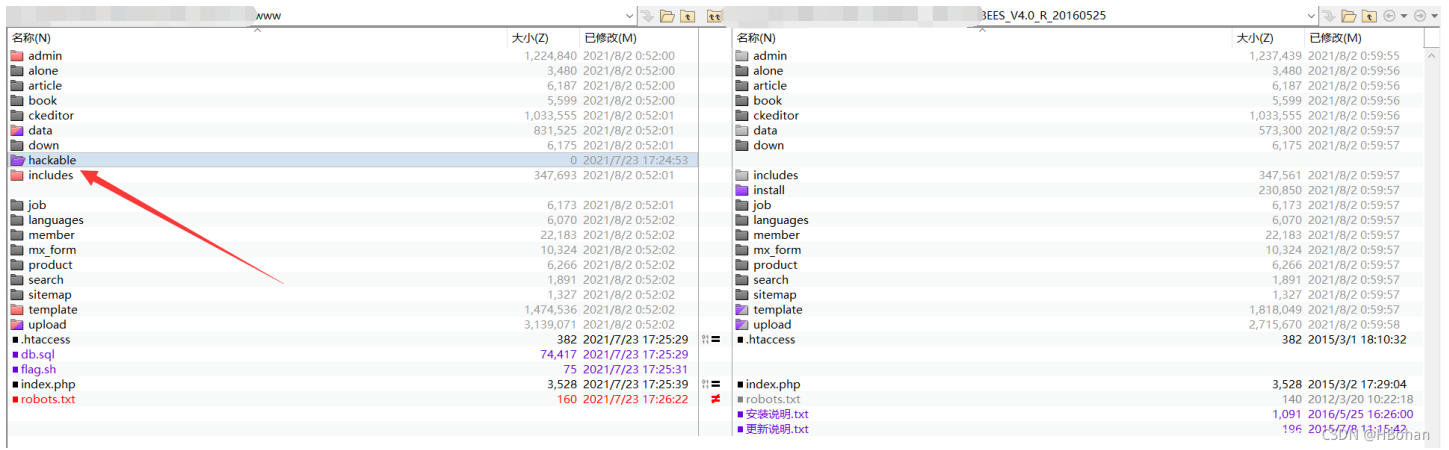 www BEES_V4.0_R_20160525
名称(N) 大小(Z) 已修改(M) 名称(N) 大小(Z) 已修改(M)
admin 1,224,840 2021/8/2 0:52:00 admin 1,237,439 2021/8/2 0:59:55
alone 3,480 2021/8/2 0:52:00 alone 3,480 2021/8/2 0:59:56
article 6,187 2021/8/2 0:52:00 article 6,187 2021/8/2 0:59:56
book 5,599 2021/8/2 0:52:00 book 5,599 2021/8/2 0:59:56
ckeditor 1,033,555 2021/8/2 0:52:01 ckeditor 1,033,555 2021/8/2 0:59:56
data 831,525 2021/8/2 0:52:01 data 573,300 2021/8/2 0:59:57
down 6,175 2021/8/2 0:52:01 down 6,175 2021/8/2 0:59:57
hackable 0 2021/7/23 17:24:53
includes 347,693 2021/8/2 0:52:01 includes 347,561 2021/8/2 0:59:57
install 230,850 2021/8/2 0:59:57
job 6,173 2021/8/2 0:52:01 job 6,173 2021/8/2 0:59:57
languages 6,070 2021/8/2 0:52:02 languages 6,070 2021/8/2 0:59:57
member 22,183 2021/8/2 0:52:02 member 22,183 2021/8/2 0:59:57
mx_form 10,324 2021/8/2 0:52:02 mx_form 10,324 2021/8/2 0:59:57
product 6,266 2021/8/2 0:52:02 product 6,266 2021/8/2 0:59:57
search 1,891 2021/8/2 0:52:02 search 1,891 2021/8/2 0:59:57
sitemap 1,327 2021/8/2 0:52:02 sitemap 1,327 2021/8/2 0:59:57
template 1,474,536 2021/8/2 0:52:02 template 1,818,049 2021/8/2 0:59:57
upload 3,139,071 2021/8/2 0:52:02 upload 2,715,670 2021/8/2 0:59:58
.htaccess 382 2021/7/23 17:25:29 = .htaccess 382 2015/3/1 18:10:32
db.sql 74,417 2021/7/23 17:25:29
flag.sh 75 2021/7/23 17:25:31
index.php 3,528 2021/7/23 17:25:39 = index.php 3,528 2015/3/2 17:29:04
robots.txt 160 2021/7/23 17:26:22 ≠ robots.txt 140 2012/3/20 10:22:18
安装说明.txt 1,091 2016/5/25 16:26:00
更新说明.txt 196 2015/7/8 11:15:42
CSDN @HBohan